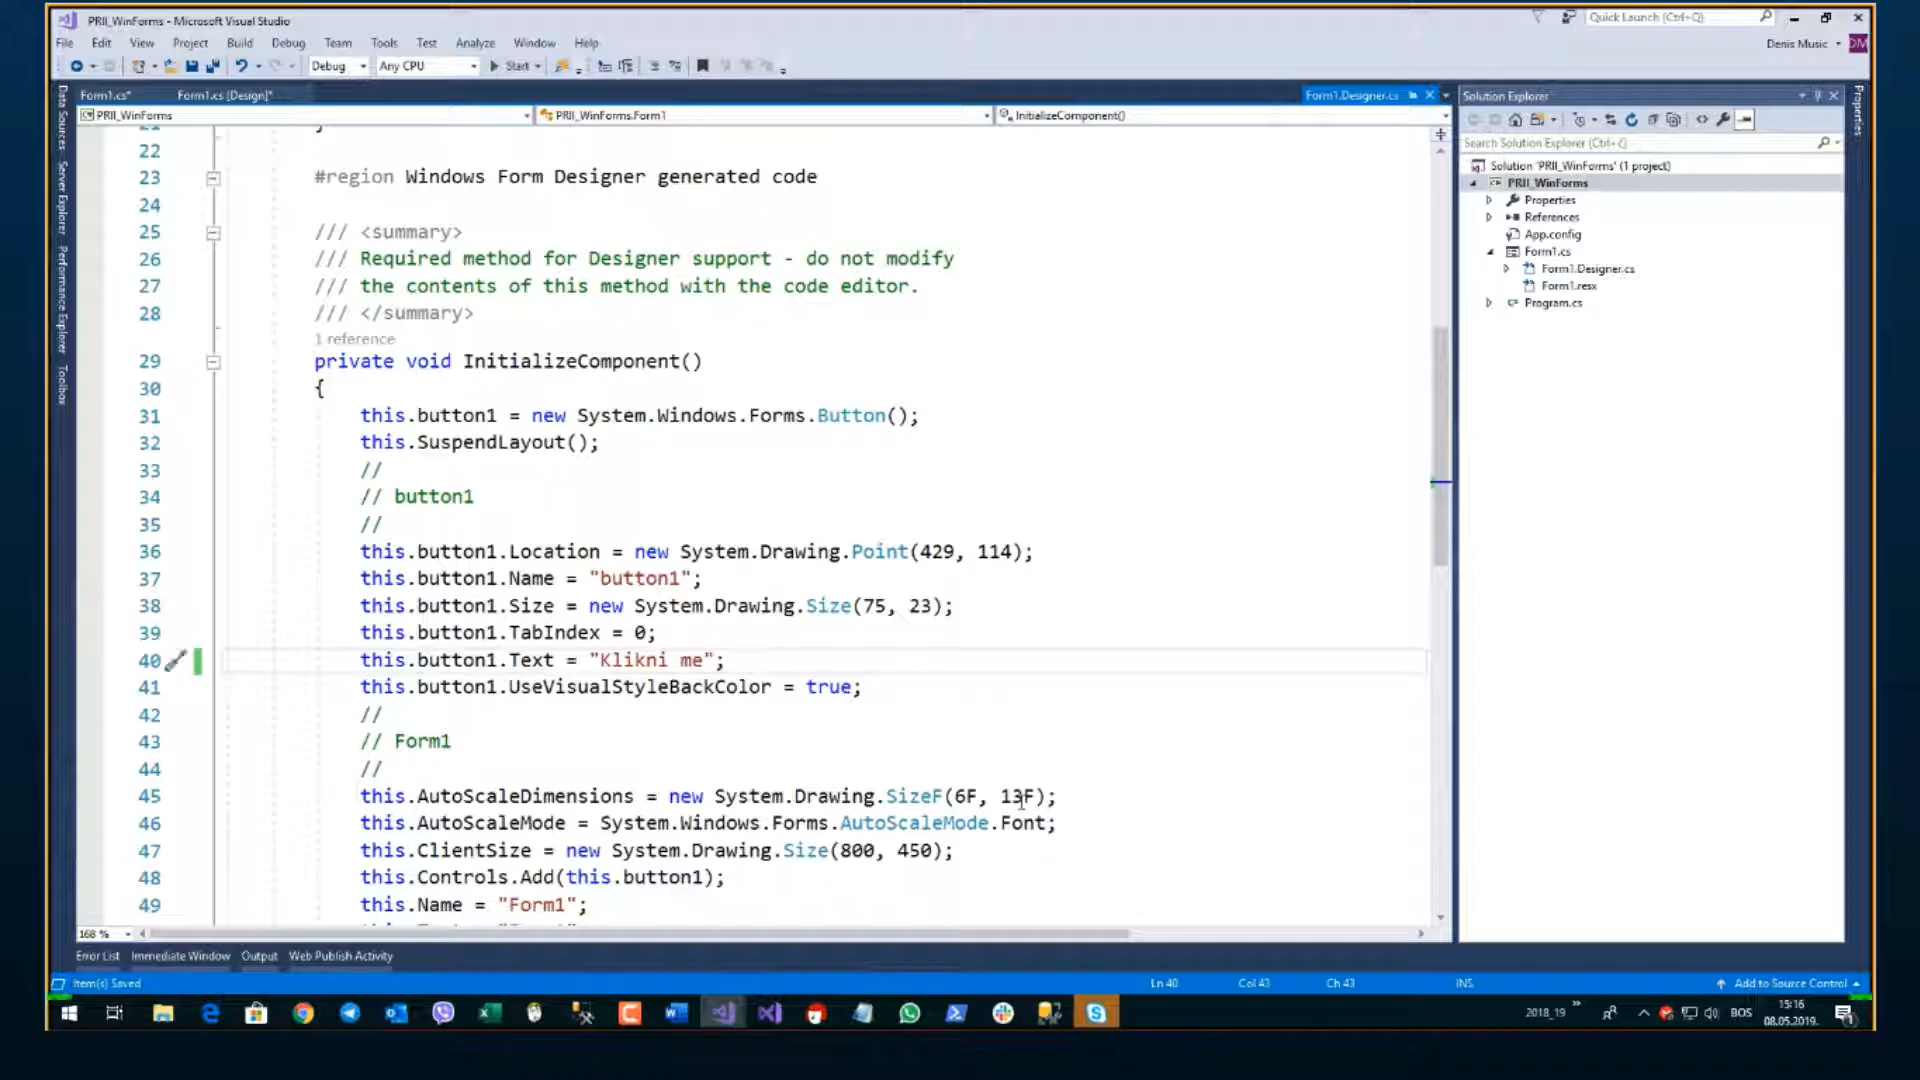 PRII_WinForms - Microsoft Visual Studio
Quick Launch (Ctrl+Q)
File Edit View Project Build Debug Team Tools Test Analyze Window Help
Denis Music DM
Debug Any CPU Start
Form1.cs* Form1.cs [Design]* Form1.Designer.cs
PRII_WinForms PRII_WinForms.Form1 InitializeComponent()
Data Sources
Server Explorer
Performance Explorer
Toolbox
22
23 #region Windows Form Designer generated code
24
25 /// <summary>
26 /// Required method for Designer support - do not modify
27 /// the contents of this method with the code editor.
28 /// </summary>
1 reference
29 private void InitializeComponent()
30 {
31 this.button1 = new System.Windows.Forms.Button();
32 this.SuspendLayout();
33 //
34 // button1
35 //
36 this.button1.Location = new System.Drawing.Point(429, 114);
37 this.button1.Name = "button1";
38 this.button1.Size = new System.Drawing.Size(75, 23);
39 this.button1.TabIndex = 0;
40 this.button1.Text = "Klikni me";
41 this.button1.UseVisualStyleBackColor = true;
42 //
43 // Form1
44 //
45 this.AutoScaleDimensions = new System.Drawing.SizeF(6F, 13F);
46 this.AutoScaleMode = System.Windows.Forms.AutoScaleMode.Font;
47 this.ClientSize = new System.Drawing.Size(800, 450);
48 this.Controls.Add(this.button1);
49 this.Name = "Form1";
168 %
Solution Explorer
Search Solution Explorer (Ctrl+Č)
Solution 'PRII_WinForms' (1 project)
PRII_WinForms
Properties
References
App.config
Form1.cs
Form1.Designer.cs
Form1.resx
Program.cs
Properties
Error List Immediate Window Output Web Publish Activity
Item(s) Saved Ln 40 Col 43 Ch 43 INS Add to Source Control
2018_19 BOS 15:16
08.05.2019.